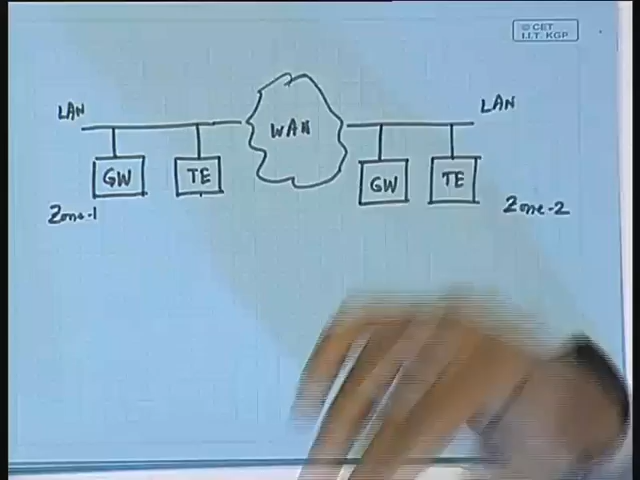 © CET
I.I.T. KGP
LAN
WAN
LAN
GW
TE
GW
TE
Zone-1
Zone-2